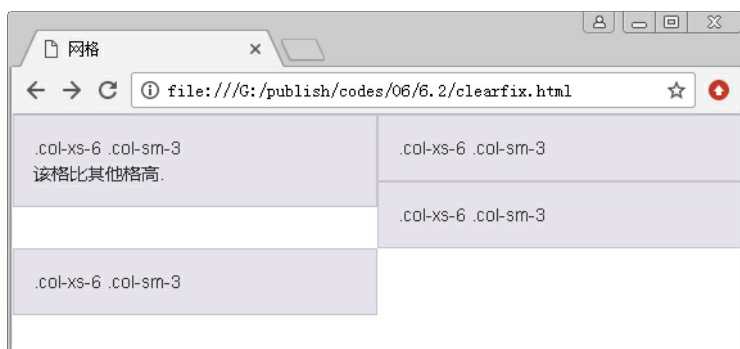 网格
file:///G:/publish/codes/06/6.2/clearfix.html
.col-xs-6 .col-sm-3
该格比其他格高.
.col-xs-6 .col-sm-3
.col-xs-6 .col-sm-3
.col-xs-6 .col-sm-3